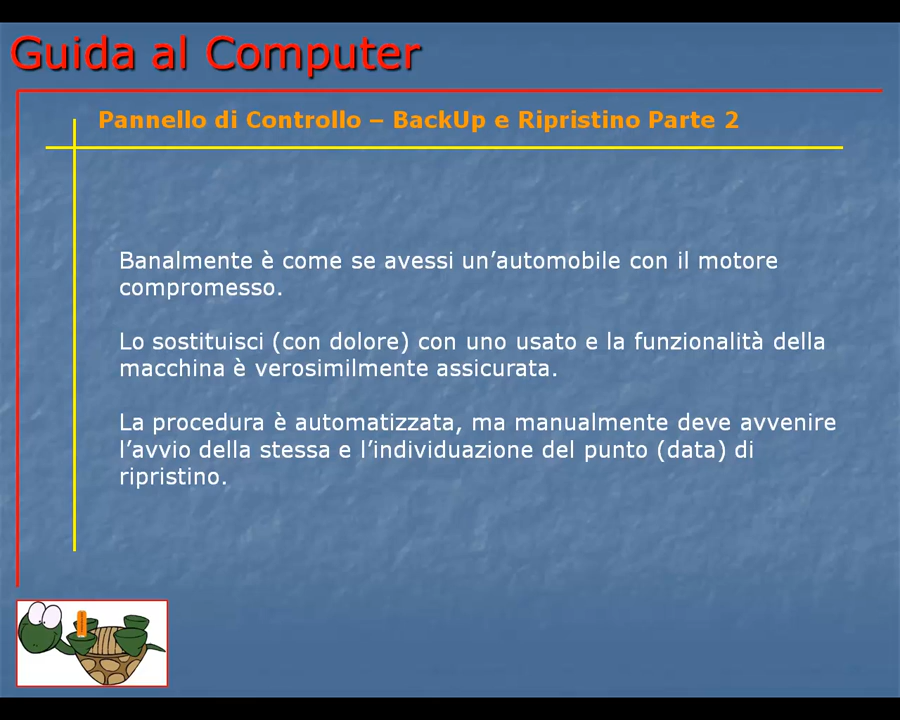 Guida al Computer
Pannello di Controllo – BackUp e Ripristino Parte 2
Banalmente è come se avessi un’automobile con il motore
compromesso.
Lo sostituisci (con dolore) con uno usato e la funzionalità della
macchina è verosimilmente assicurata.
La procedura è automatizzata, ma manualmente deve avvenire
l’avvio della stessa e l’individuazione del punto (data) di
ripristino.